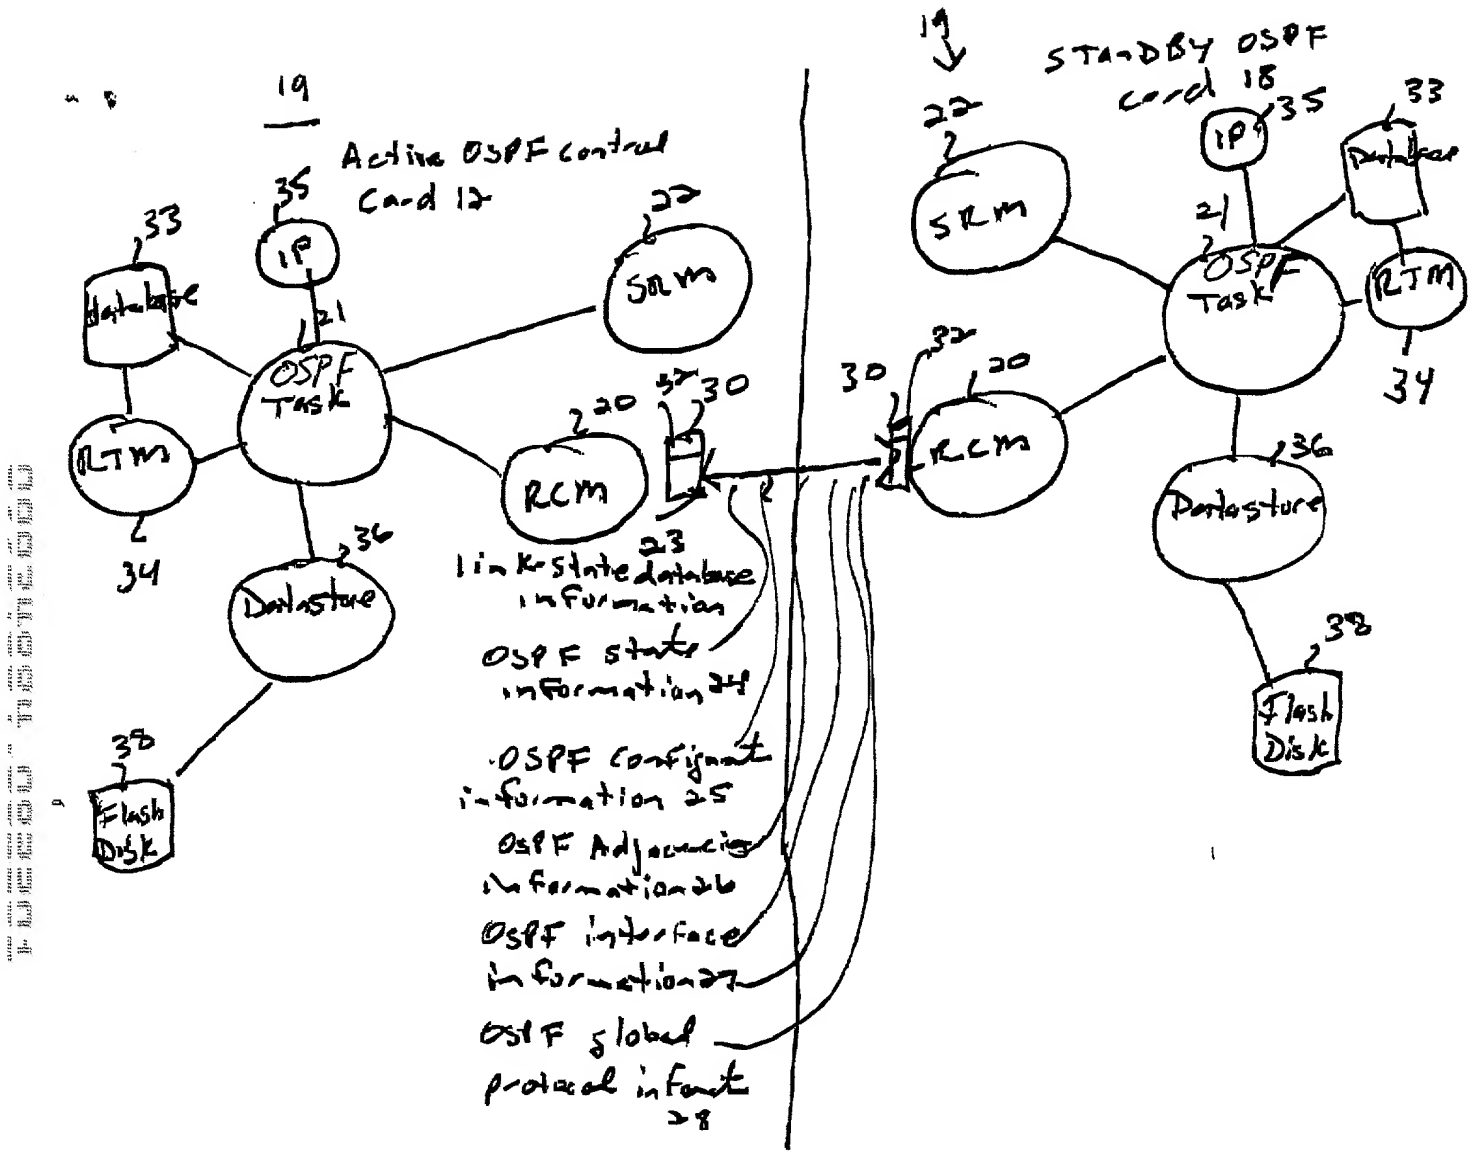 19
Active OSPF control
Card 12
35
IP
33
database
21
OSPF
Task
22
SRM
20
RCM
RTM
34
36
Datastore
38
Flash
Disk
32
30
23
link-state database
information
OSPF state
information 24
OSPF configinat
information 25
OSPF Adjacencies
information 26
OSPF interface
information 27
OSPF global
protocol infomat
28
19
STANDBY OSPF
card 18
22
SRM
35
IP
33
Database
21
OSPF
Task
RTM
34
30
32
20
RCM
36
Datastore
38
Flash
Disk